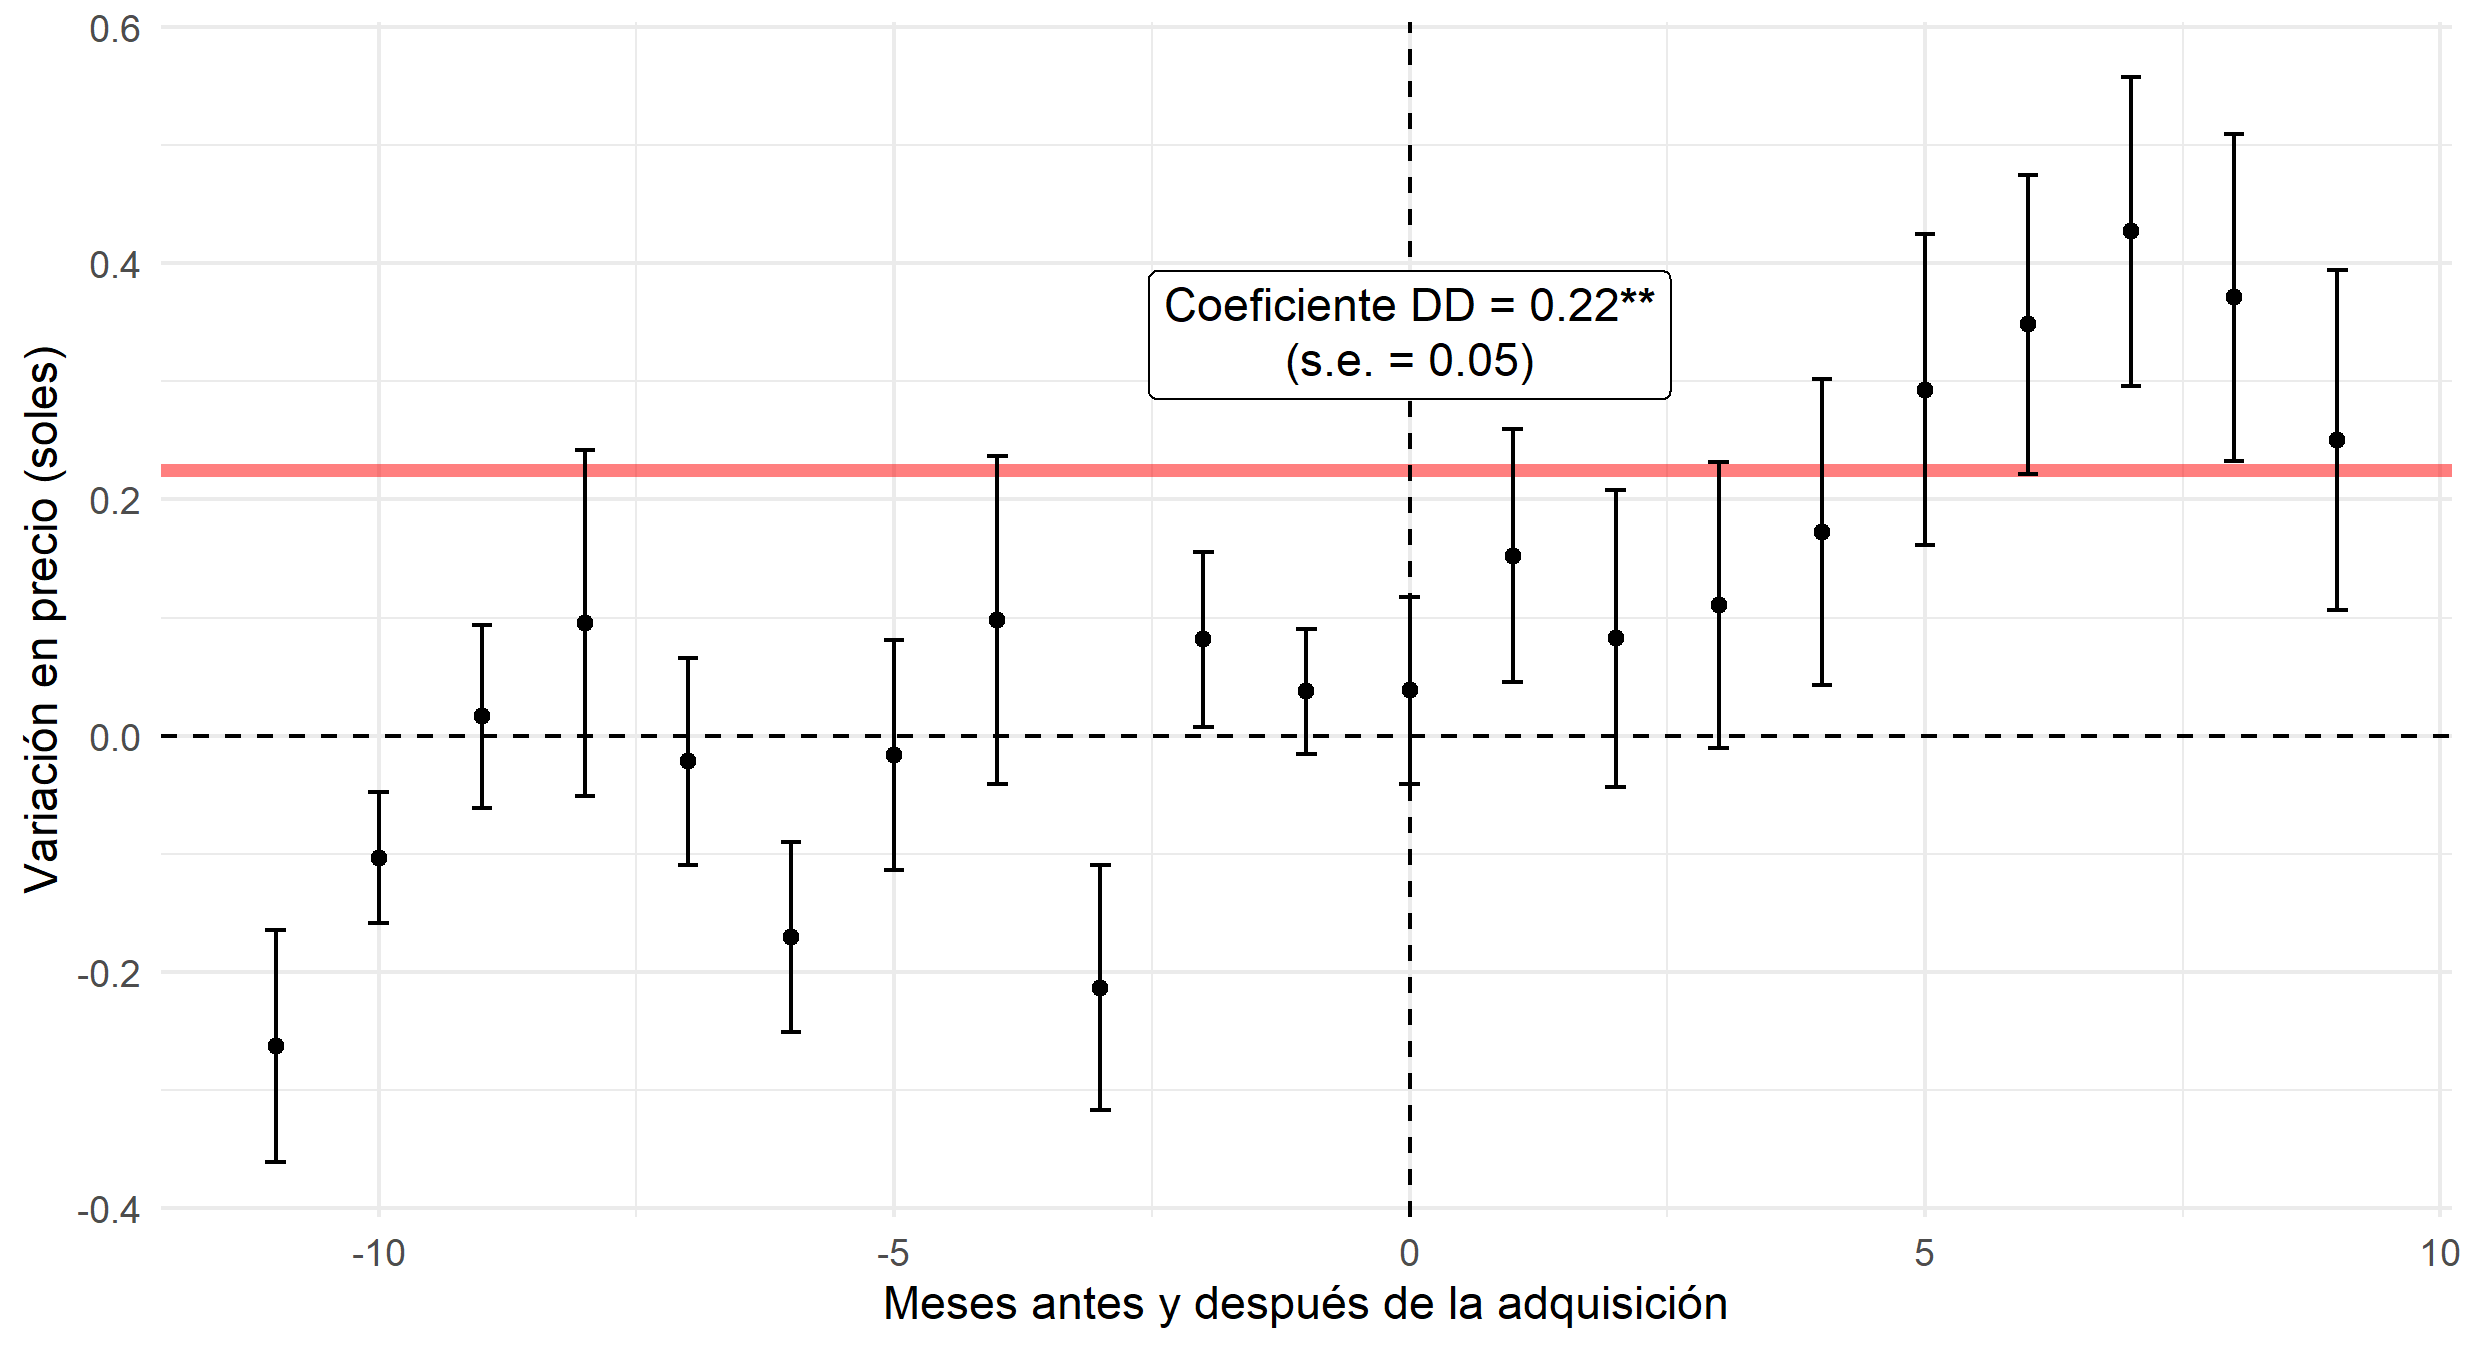 0.6
0.4
0.2
0.0
-0.2
-0.4
Variación en precio (soles)
Coeficiente DD = 0.22**
(s.e. = 0.05)
-10
-5
0
5
10
Meses antes y después de la adquisición